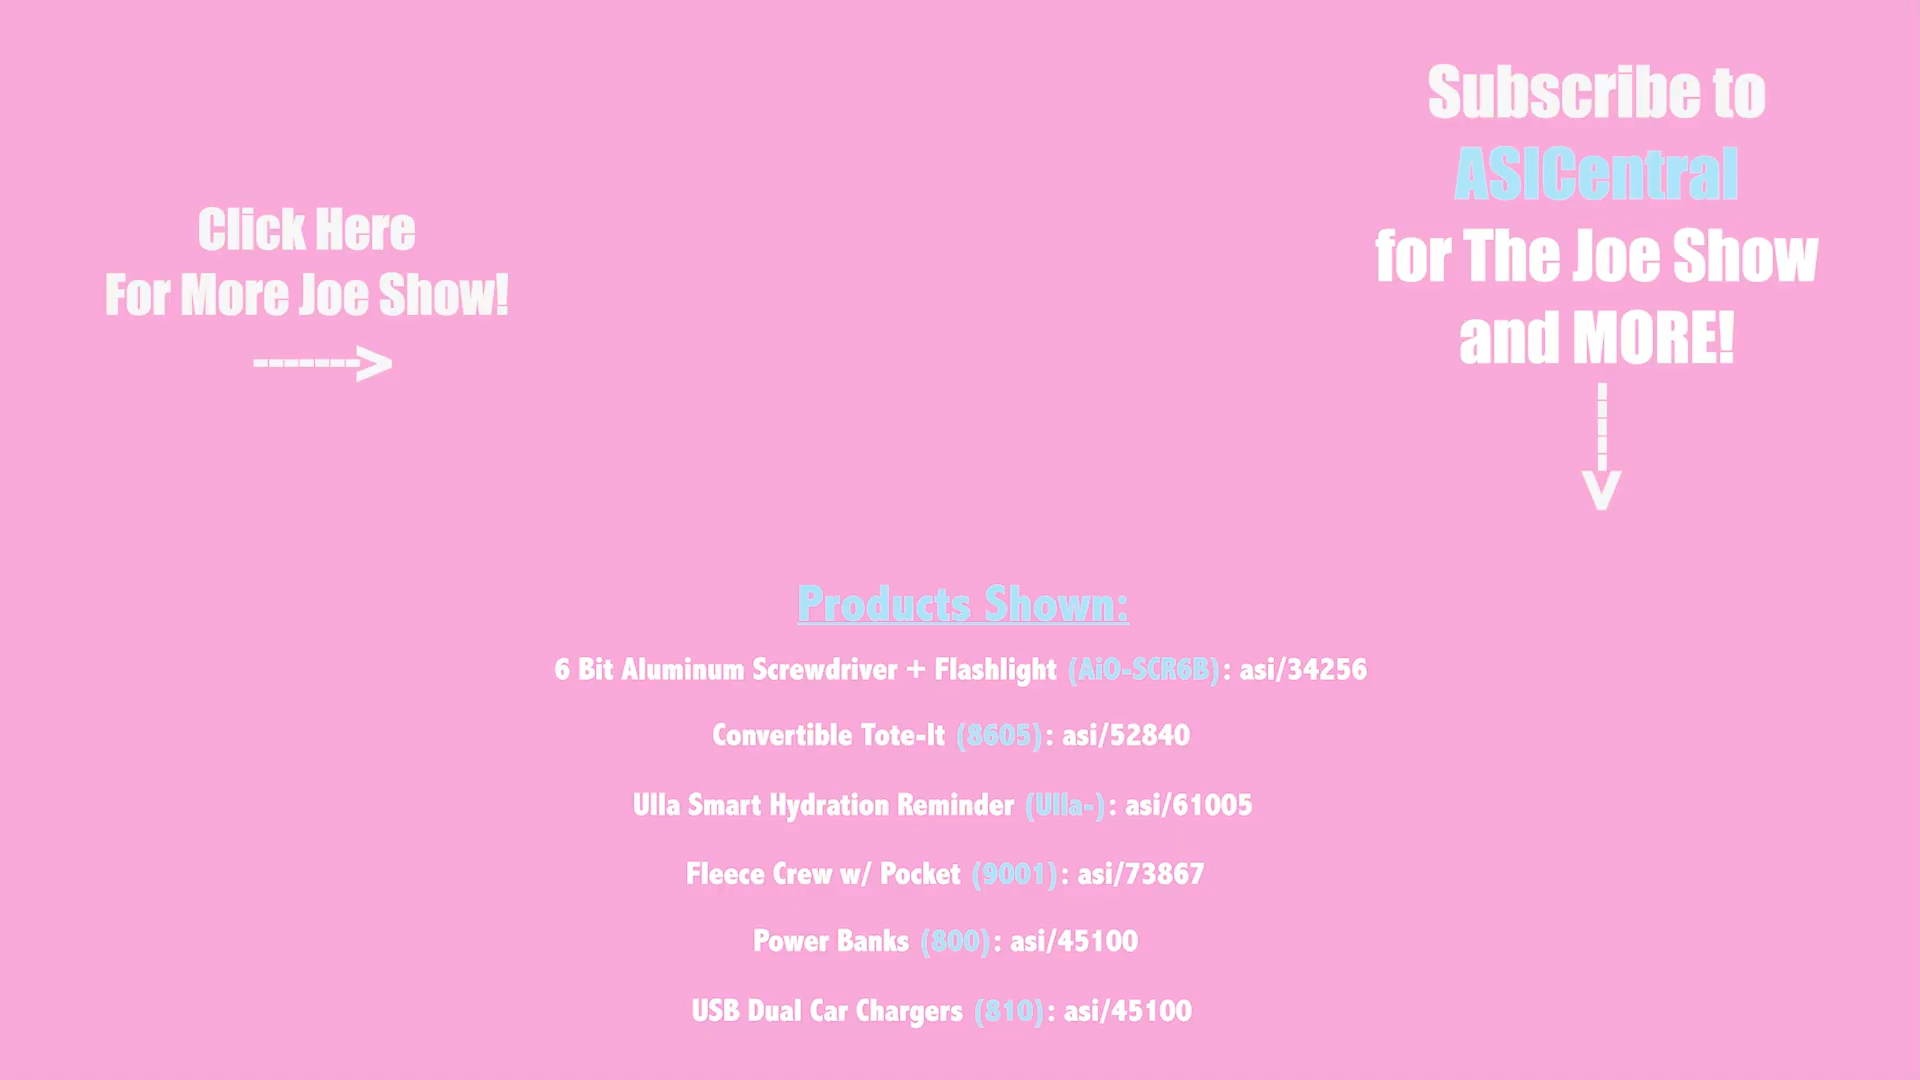 Click Here
For More Joe Show!
------->
Subscribe to
ASICentral
for The Joe Show
and MORE!
----->
Products Shown:
6 Bit Aluminum Screwdriver + Flashlight (AiO-SCR6B): asi/34256
Convertible Tote-It (8605): asi/52840
Ulla Smart Hydration Reminder (Ulla-): asi/61005
Fleece Crew w/ Pocket (9001): asi/73867
Power Banks (800): asi/45100
USB Dual Car Chargers (810): asi/45100